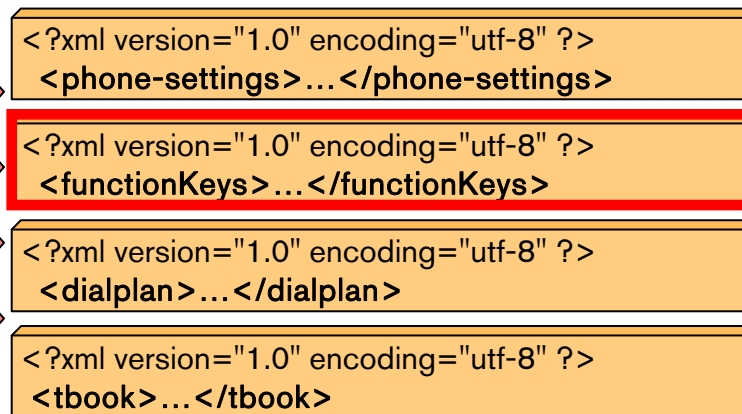 <?xml version="1.0" encoding="utf-8" ?>
<phone-settings>...</phone-settings>
<?xml version="1.0" encoding="utf-8" ?>
<functionKeys>...</functionKeys>
<?xml version="1.0" encoding="utf-8" ?>
<dialplan>...</dialplan>
<?xml version="1.0" encoding="utf-8" ?>
<tbook>...</tbook>